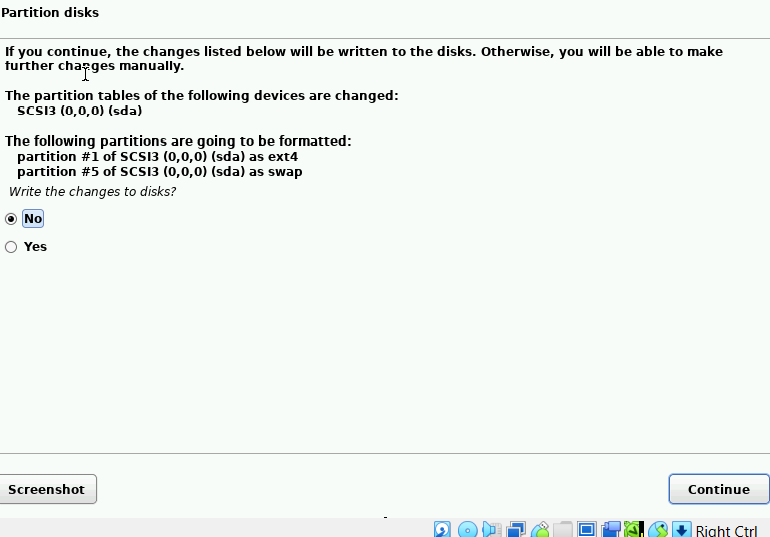 Partition disks
If you continue, the changes listed below will be written to the disks. Otherwise, you will be able to make
further changes manually.
The partition tables of the following devices are changed:
SCSI3 (0,0,0) (sda)
The following partitions are going to be formatted:
partition #1 of SCSI3 (0,0,0) (sda) as ext4
partition #5 of SCSI3 (0,0,0) (sda) as swap
Write the changes to disks?
No
Yes
Screenshot
Continue
Right Ctrl